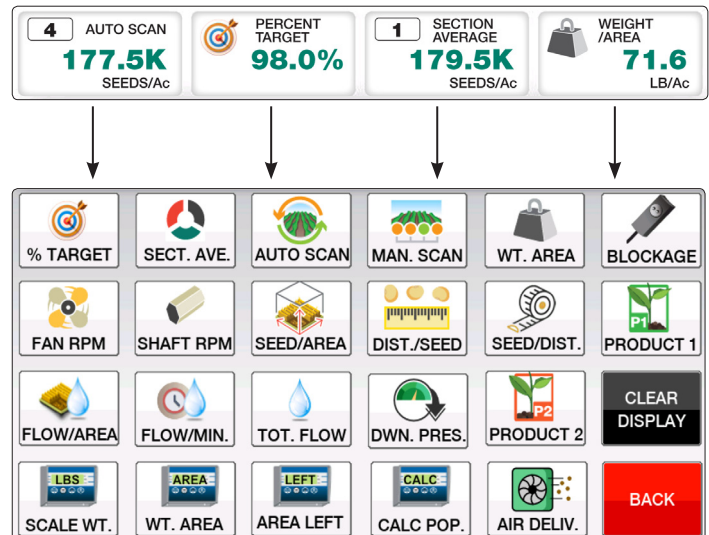 4 AUTO SCAN
177.5K
SEEDS/Ac
PERCENT
TARGET
98.0%
1 SECTION
AVERAGE
179.5K
SEEDS/Ac
WEIGHT
/AREA
71.6
LB/Ac
% TARGET
SECT. AVE.
AUTO SCAN
MAN. SCAN
WT. AREA
BLOCKAGE
FAN RPM
SHAFT RPM
SEED/AREA
DIST./SEED
SEED/DIST.
P1
PRODUCT 1
FLOW/AREA
FLOW/MIN.
TOT. FLOW
DWN. PRES.
P2
PRODUCT 2
CLEAR
DISPLAY
LBS
SCALE WT.
AREA
WT. AREA
LEFT
AREA LEFT
CALC
CALC POP.
AIR DELIV.
BACK